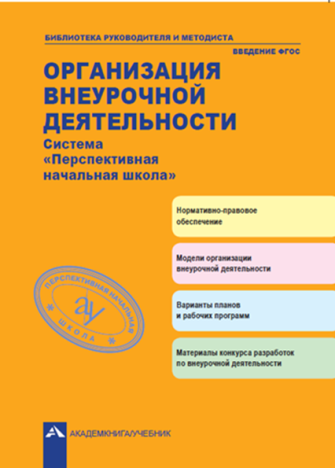 БИБЛИОТЕКА РУКОВОДИТЕЛЯ И МЕТОДИСТА
ВВЕДЕНИЕ ФГОС
ОРГАНИЗАЦИЯ
ВНЕУРОЧНОЙ
ДЕЯТЕЛЬНОСТИ
Система
«Перспективная
начальная школа»
Нормативно-правовое
обеспечение
Модели организации
внеурочной деятельности
Варианты планов
и рабочих программ
Материалы конкурса разработок
по внеурочной деятельности
ПЕРСПЕКТИВНАЯ НАЧАЛЬНАЯ
ШКОЛА
ау
АКАДЕМКНИГА/УЧЕБНИК